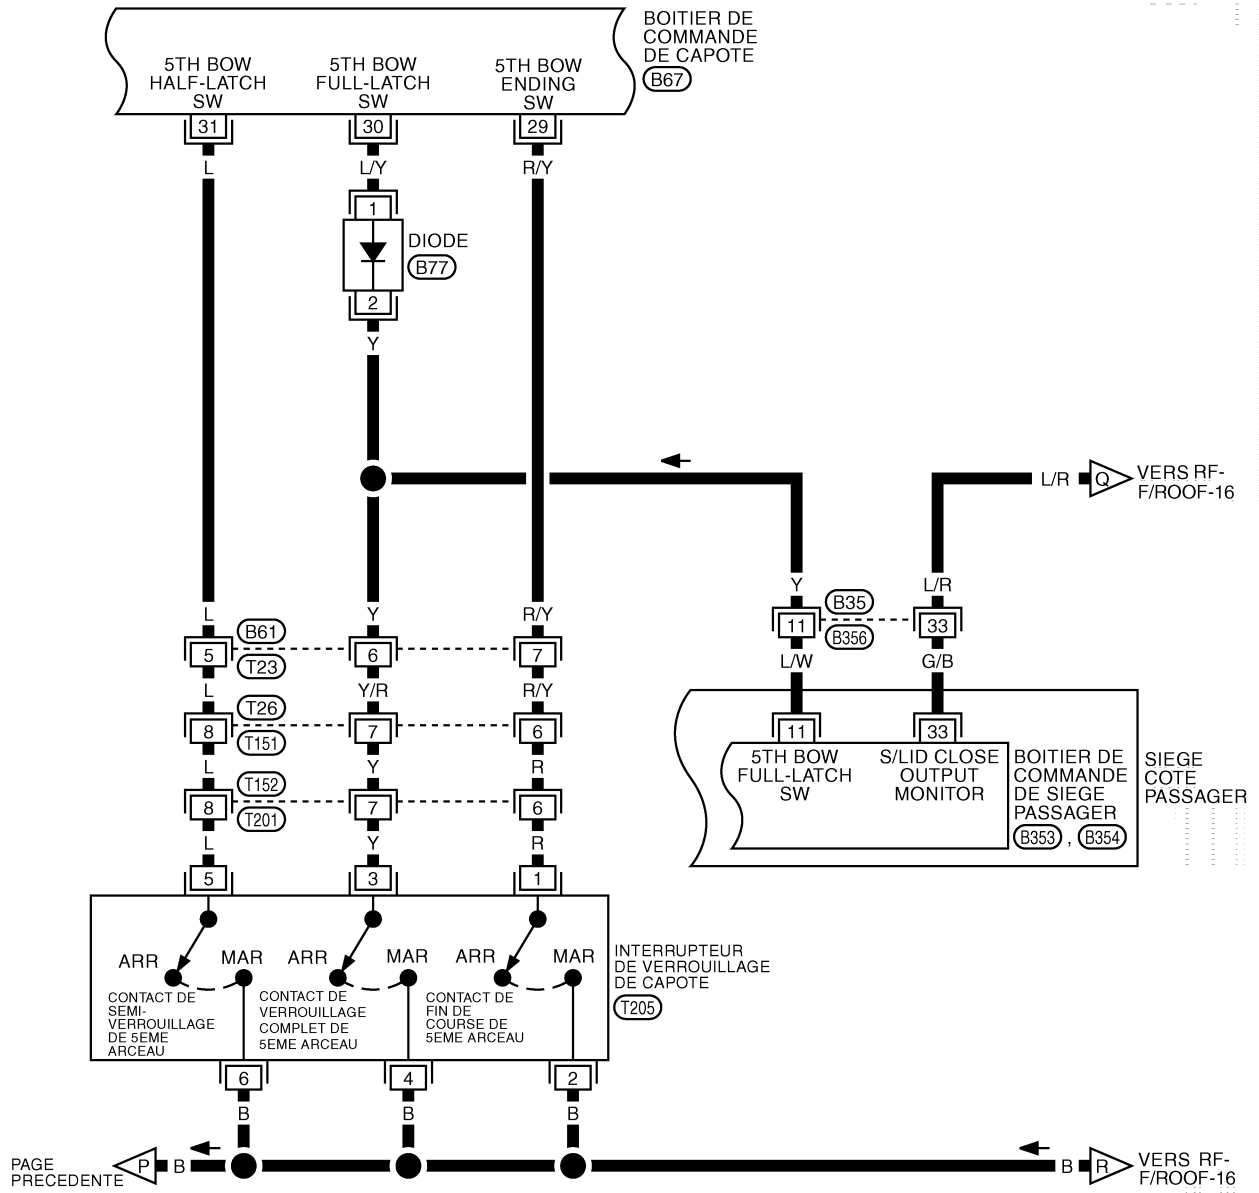 BOITIER DE
COMMANDE
DE CAPOTE
B67
5TH BOW
HALF-LATCH
SW
5TH BOW
FULL-LATCH
SW
5TH BOW
ENDING
SW
31
30
29
L
L/Y
R/Y
1
DIODE
B77
2
Y
L/R
Q
VERS RF-
F/ROOF-16
Y
L/R
L
Y
R/Y
B61
T23
5
6
7
B35
B356
11
33
L/W
G/B
L
Y/R
R/Y
T26
T151
8
7
6
11
33
5TH BOW
FULL-LATCH
SW
S/LID CLOSE
OUTPUT
MONITOR
BOITIER DE
COMMANDE
DE SIEGE
PASSAGER
B353 , B354
SIEGE
COTE
PASSAGER
L
Y
R
T152
T201
8
7
6
L
Y
R
5
3
1
ARR
MAR
ARR
MAR
ARR
MAR
CONTACT DE
SEMI-
VERROUILLAGE
DE 5EME
ARCEAU
CONTACT DE
VERROUILLAGE
COMPLET DE
5EME ARCEAU
CONTACT DE
FIN DE
COURSE DE
5EME ARCEAU
INTERRUPTEUR
DE VERROUILLAGE
DE CAPOTE
T205
6
4
2
B
B
B
PAGE
PRECEDENTE
P
B
B
R
VERS RF-
F/ROOF-16